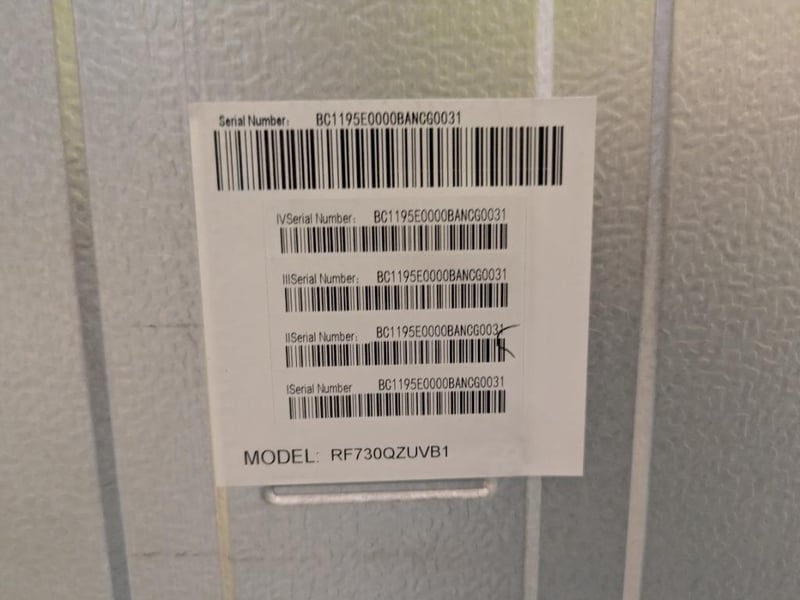 Serial Number: BC1195E0000BANCG0031
IVSerial Number: BC1195E0000BANCG0031
IIISerial Number: BC1195E0000BANCG0031
IISerial Number: BC1195E0000BANCG0031
ISerial Number BC1195E0000BANCG0031
MODEL: RF730QZUVB1